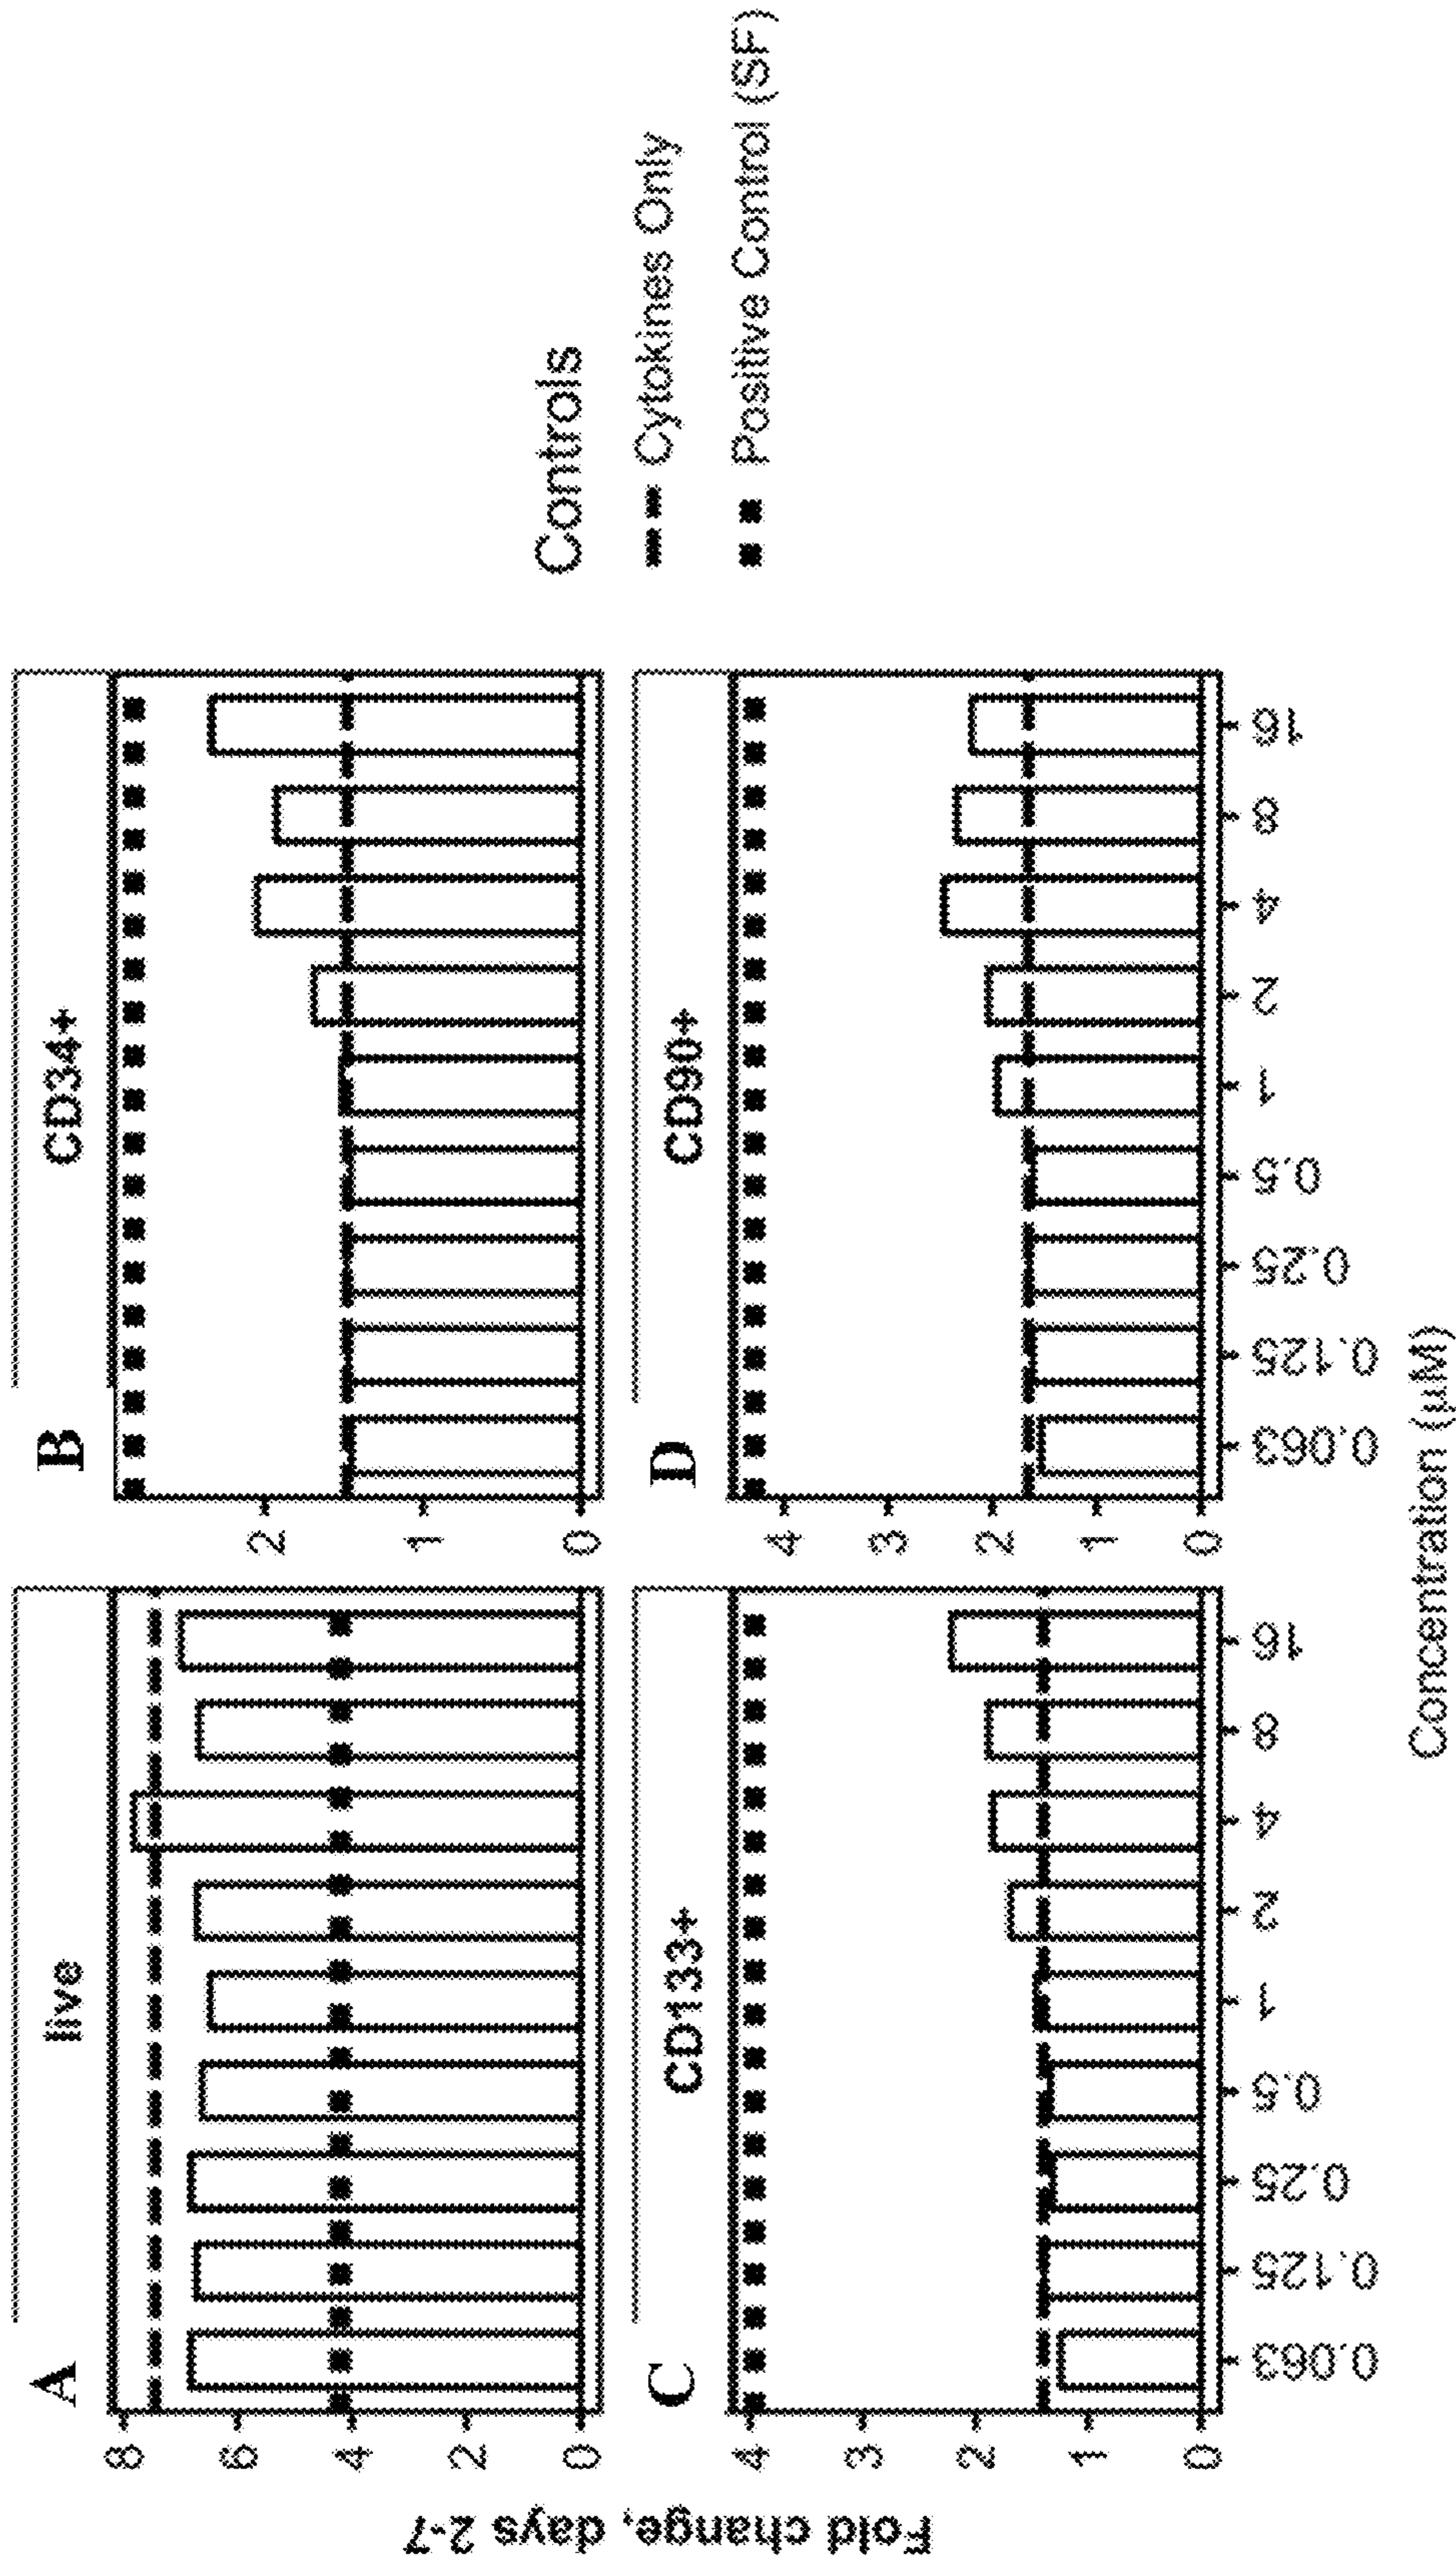 A
live
8
6
4
2
0
B
CD34+
2
1
0
C
CD133+
4
3
2
1
0
0.063
0.125
0.25
0.5
1
2
4
8
16
D
CD90+
4
3
2
1
0
0.063
0.125
0.25
0.5
1
2
4
8
16
Fold change, days 2-7
Concentration (µM)
Controls
Cytokines Only
Positive Control (SF)